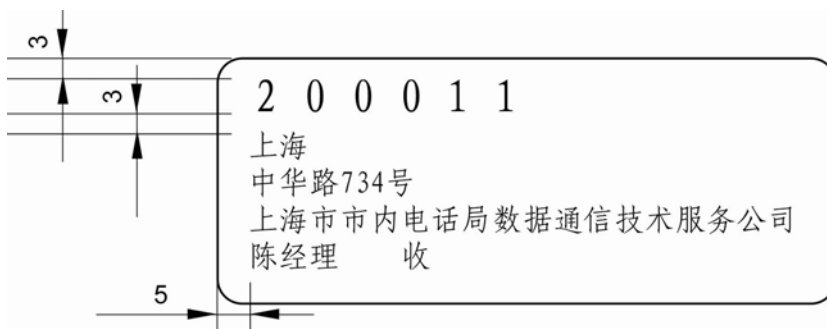 3
3
2 0 0 0 1 1
上海
中华路734号
上海市市内电话局数据通信技术服务公司
陈经理 收
5